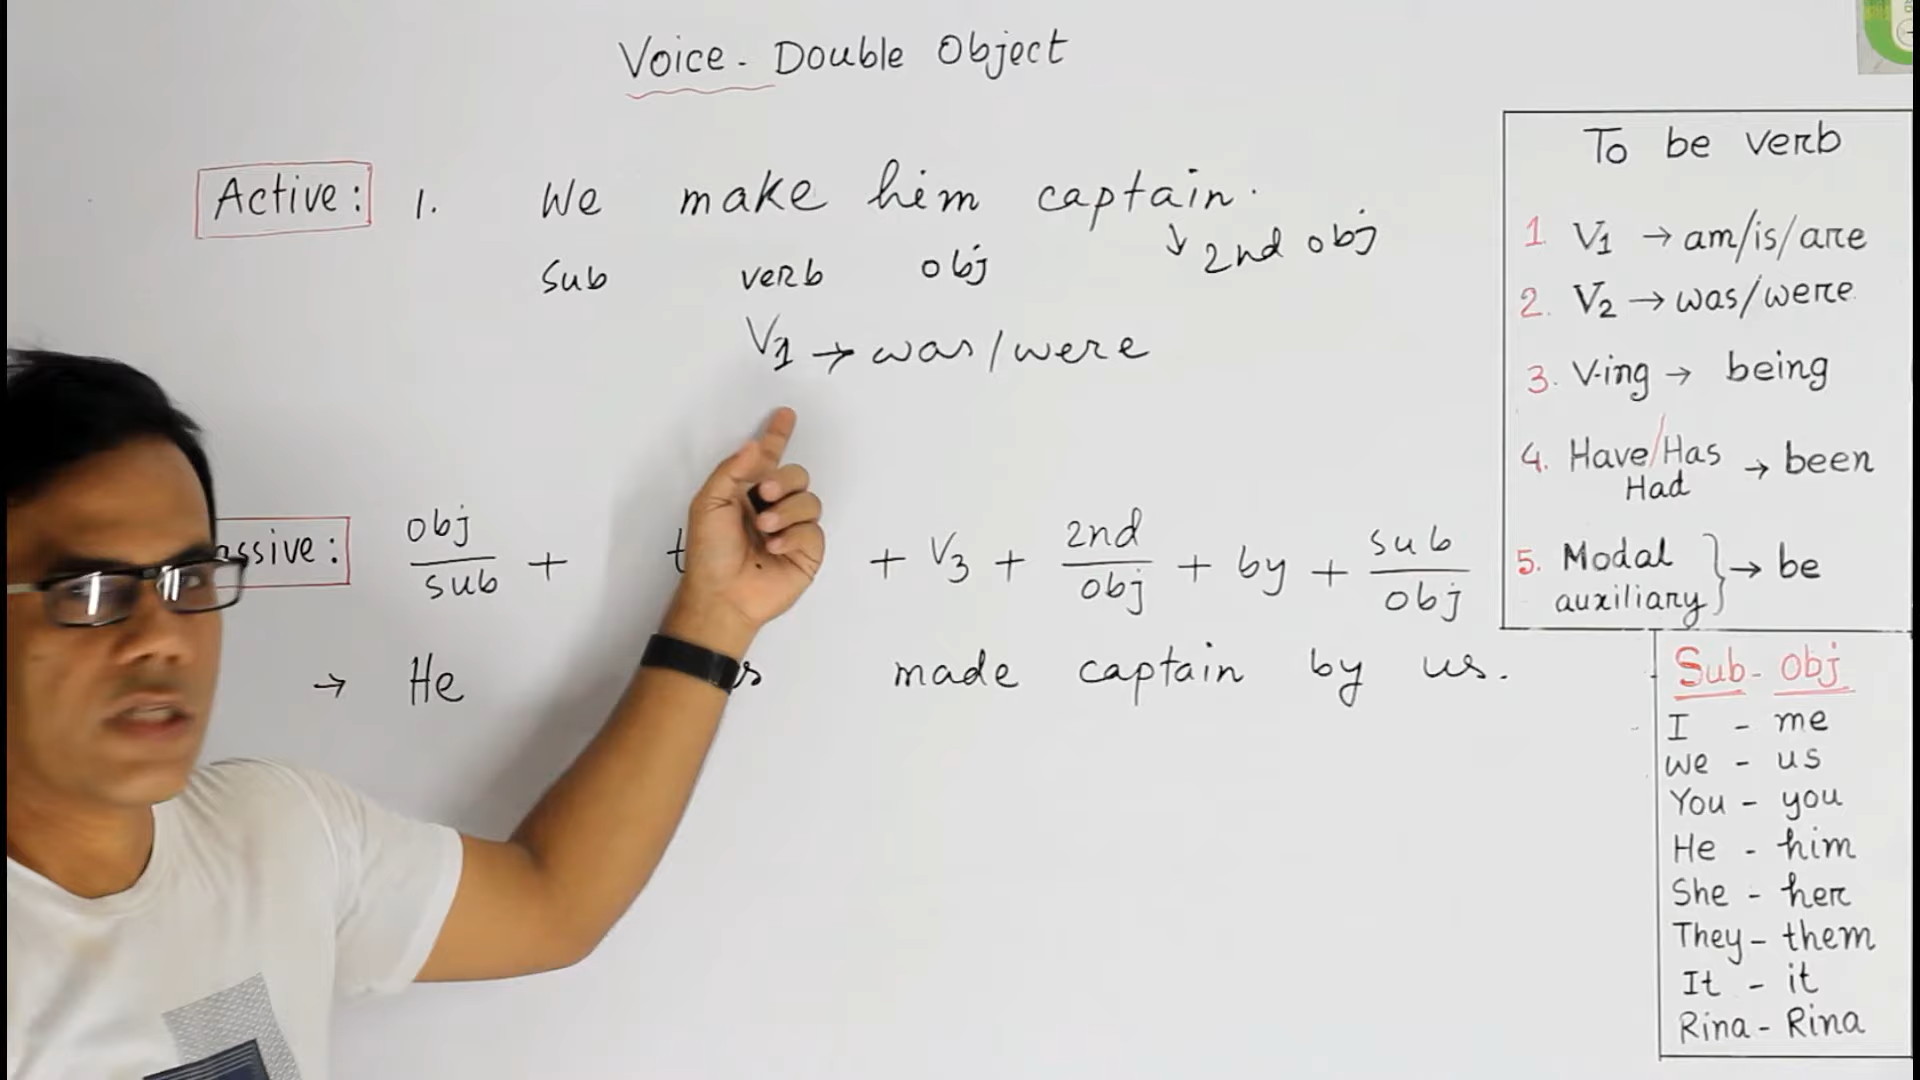 Voice - Double Object
Active: 1. We make him captain.
Sub verb obj ↓ 2nd obj
V1 → was/were
ssive: obj/sub + + V3 + 2nd/obj + by + sub/obj
→ He made captain by us.
To be verb
1. V1 → am/is/are
2. V2 → was/were
3. V-ing → being
4. Have/Has → been
Had
5. Modal } → be
auxiliary
Sub - Obj
I - me
We - us
You - you
He - him
She - her
They - them
It - it
Rina - Rina